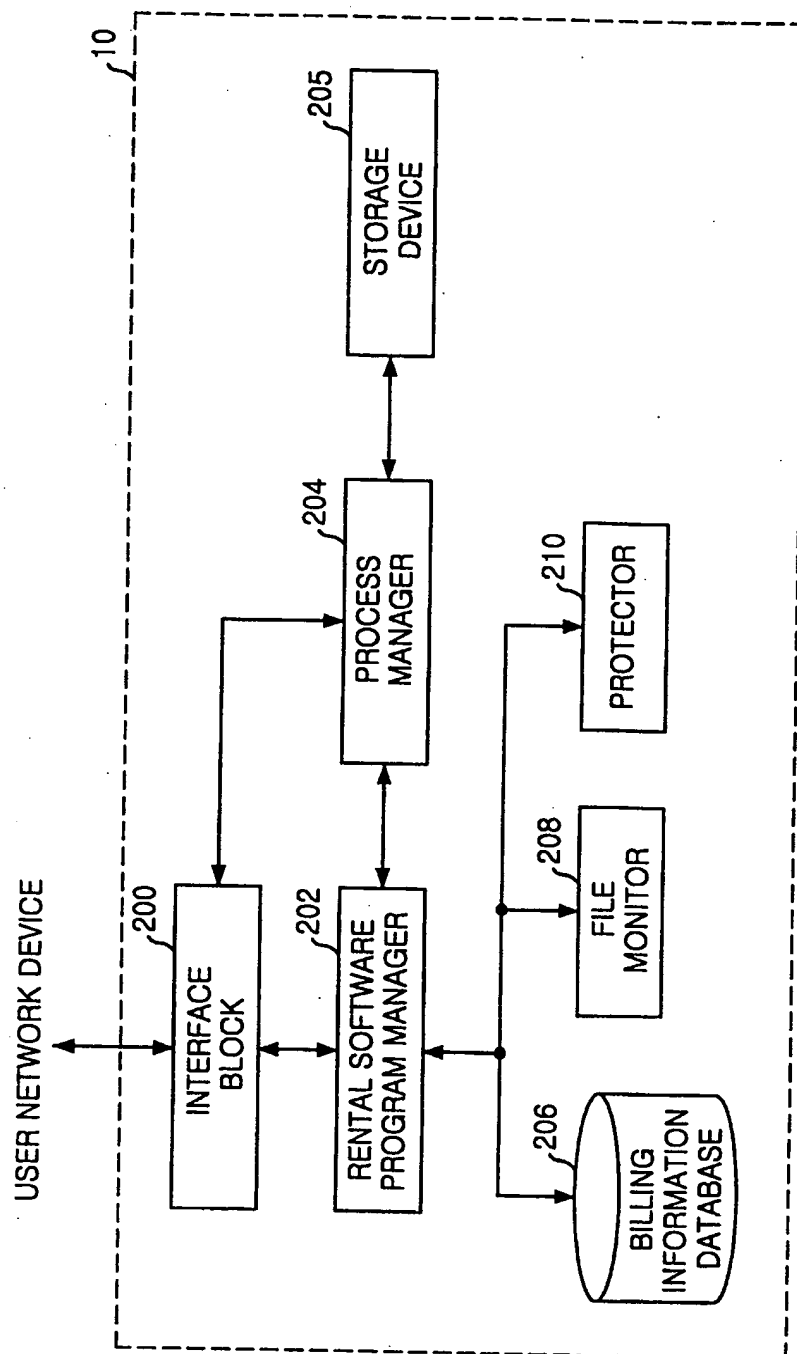 USER NETWORK DEVICE
10
200
INTERFACE
BLOCK
202
RENTAL SOFTWARE
PROGRAM MANAGER
204
PROCESS
MANAGER
205
STORAGE
DEVICE
206
BILLING
INFORMATION
DATABASE
208
FILE
MONITOR
210
PROTECTOR